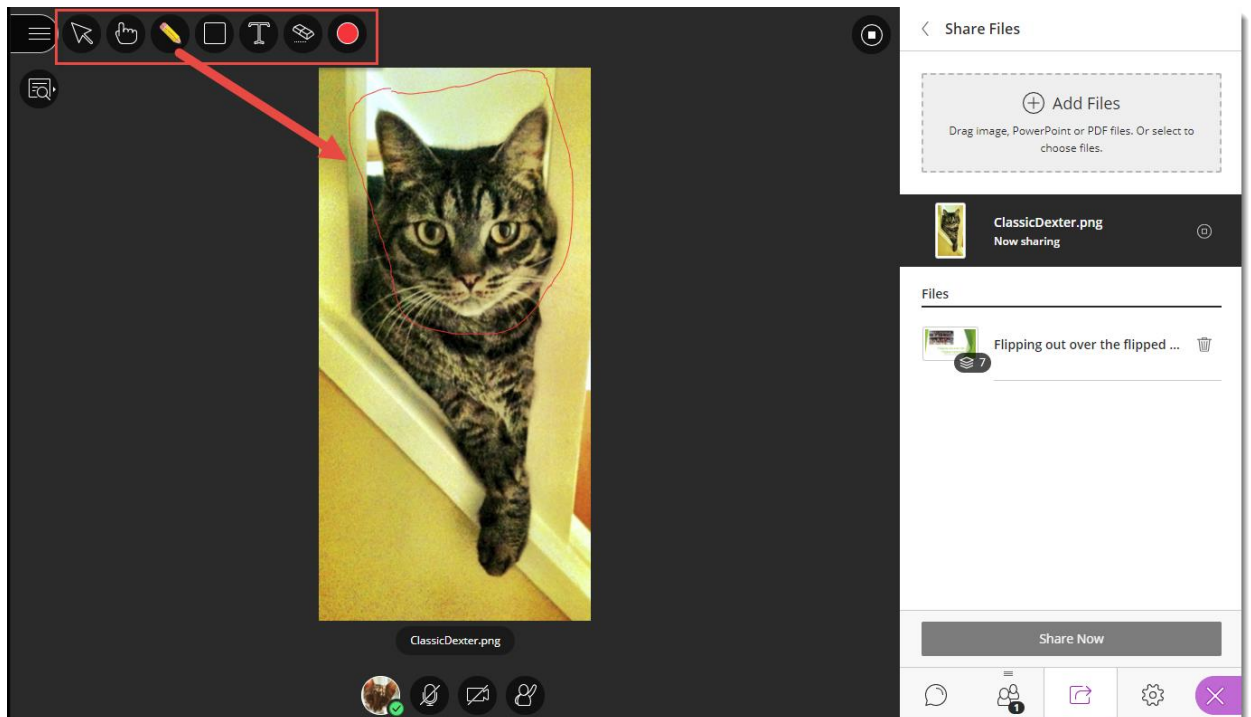 T
Share Files
Add Files
Drag image, PowerPoint or PDF files. Or select to
choose files.
ClassicDexter.png
Now sharing
Files
Flipping out over the flipped ...
7
ClassicDexter.png
Share Now
1